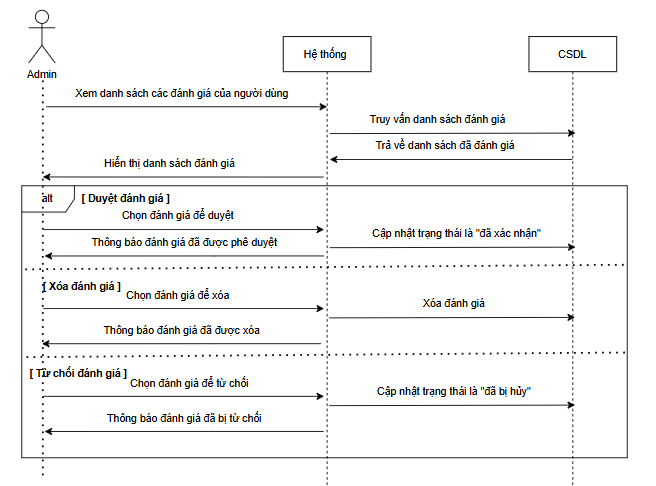 Admin
Hệ thống
CSDL
Xem danh sách các đánh giá của người dùng
Truy vấn danh sách đánh giá
Trả về danh sách đã đánh giá
Hiển thị danh sách đánh giá
alt
[ Duyệt đánh giá ]
Chọn đánh giá để duyệt
Thông báo đánh giá đã được phê duyệt
Cập nhật trạng thái là "đã xác nhận"
[ Xóa đánh giá ]
Chọn đánh giá để xóa
Xóa đánh giá
Thông báo đánh giá đã được xóa
[ Từ chối đánh giá ]
Chọn đánh giá để từ chối
Cập nhật trạng thái là "đã bị hủy"
Thông báo đánh giá đã bị từ chối